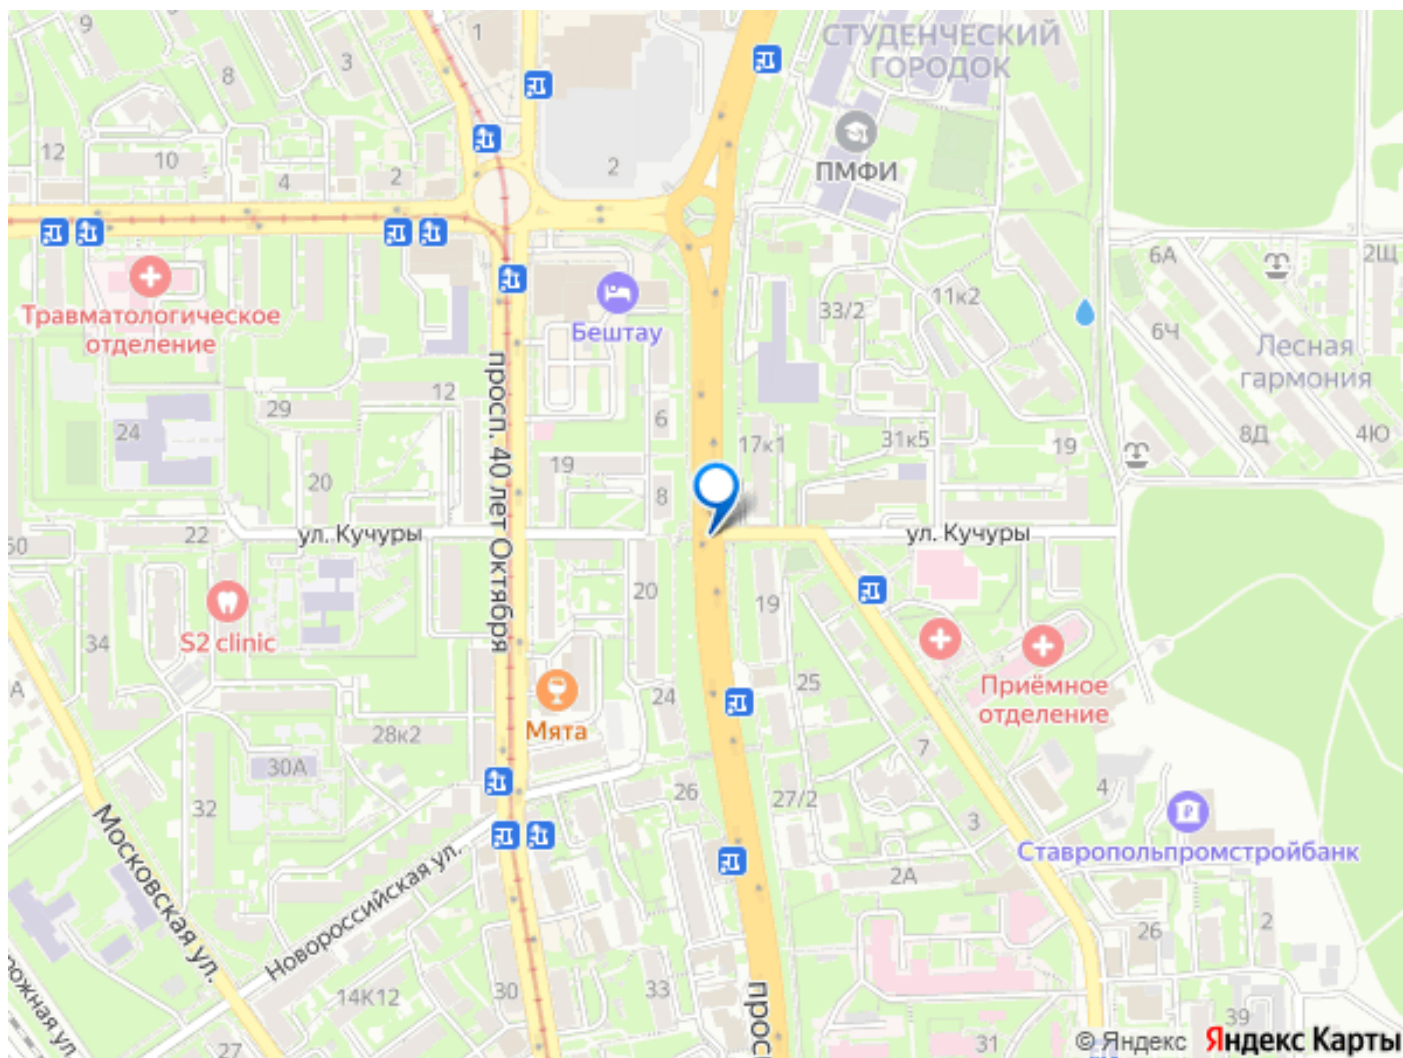 СТУДЕНЧЕСКИЙ
ГОРОДОК
9
1
3
8
ПМФИ
12
10
4
2
2
6А
2Щ
Травматологическое
отделение
Бештау
33/2
11к2
6Ч
Лесная
гармония
просп. 40 лет Октября
12
29
24
6
17к1
31к5
19
8Д
4Ю
19
20
8
22
ул. Кучуры
ул. Кучуры
50
20
19
S2 clinic
34
А
25
24
Приёмное
отделение
Мята
28к2
7
30А
26
27/2
4
32
3
Московская ул.
Новороссийская ул.
Ставропольпромстройбанк
2А
26
2
14К12
30
33
прос
рожная ул.
27
31
39
© Яндекс Яндекс Карты